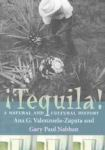 ¡Tequila!
A NATURAL AND CULTURAL HISTORY
Ana G. Valenzuela-Zapata and
Gary Paul Nabhan